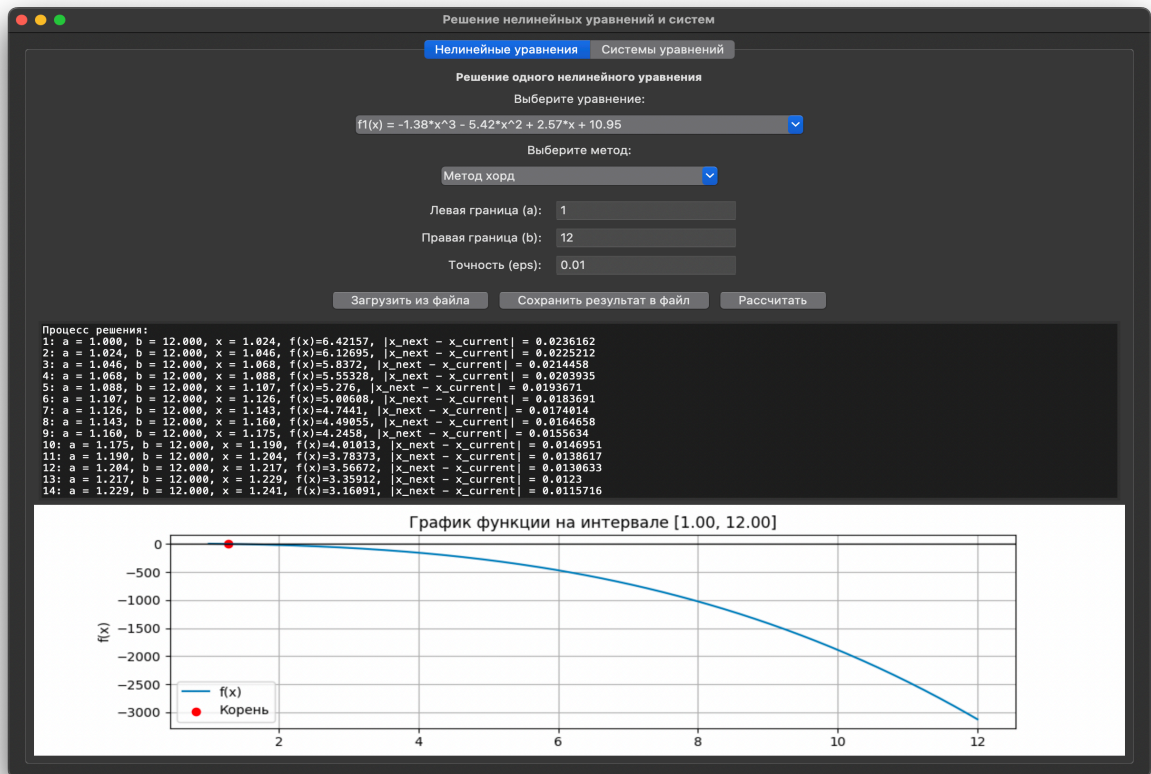 Решение нелинейных уравнений и систем
Нелинейные уравнения Системы уравнений
Решение одного нелинейного уравнения
Выберите уравнение:
f1(x) = -1.38*x^3 - 5.42*x^2 + 2.57*x + 10.95
Выберите метод:
Метод хорд
Левая граница (a): 1
Правая граница (b): 12
Точность (eps): 0.01
Загрузить из файла Сохранить результат в файл Рассчитать
Процесс решения:
1: a = 1.000, b = 12.000, x = 1.024, f(x)=6.42157, |x_next - x_current| = 0.0236162
2: a = 1.024, b = 12.000, x = 1.046, f(x)=6.12695, |x_next - x_current| = 0.0225212
3: a = 1.046, b = 12.000, x = 1.068, f(x)=5.8372, |x_next - x_current| = 0.0214458
4: a = 1.068, b = 12.000, x = 1.088, f(x)=5.55328, |x_next - x_current| = 0.0203935
5: a = 1.088, b = 12.000, x = 1.107, f(x)=5.276, |x_next - x_current| = 0.0193671
6: a = 1.107, b = 12.000, x = 1.126, f(x)=5.00608, |x_next - x_current| = 0.0183691
7: a = 1.126, b = 12.000, x = 1.143, f(x)=4.7441, |x_next - x_current| = 0.0174014
8: a = 1.143, b = 12.000, x = 1.160, f(x)=4.49055, |x_next - x_current| = 0.0164658
9: a = 1.160, b = 12.000, x = 1.175, f(x)=4.2458, |x_next - x_current| = 0.0155634
10: a = 1.175, b = 12.000, x = 1.190, f(x)=4.01013, |x_next - x_current| = 0.0146951
11: a = 1.190, b = 12.000, x = 1.204, f(x)=3.78373, |x_next - x_current| = 0.0138617
12: a = 1.204, b = 12.000, x = 1.217, f(x)=3.56672, |x_next - x_current| = 0.0130633
13: a = 1.217, b = 12.000, x = 1.229, f(x)=3.35912, |x_next - x_current| = 0.0123
14: a = 1.229, b = 12.000, x = 1.241, f(x)=3.16091, |x_next - x_current| = 0.0115716
График функции на интервале [1.00, 12.00]
0
−500
−1000
−1500
−2000
−2500
−3000
f(x)
f(x)
Корень
2 4 6 8 10 12